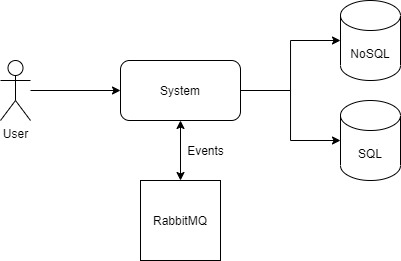 NoSQL
System
User
Events
SQL
RabbitMQ